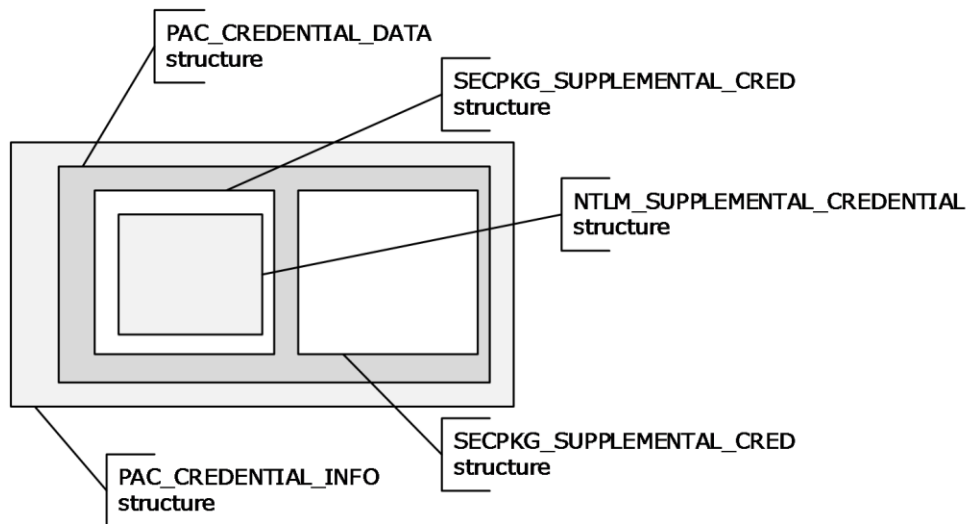 PAC_CREDENTIAL_DATA
structure
SECPKG_SUPPLEMENTAL_CRED
structure
NTLM_SUPPLEMENTAL_CREDENTIAL
structure
SECPKG_SUPPLEMENTAL_CRED
structure
PAC_CREDENTIAL_INFO
structure